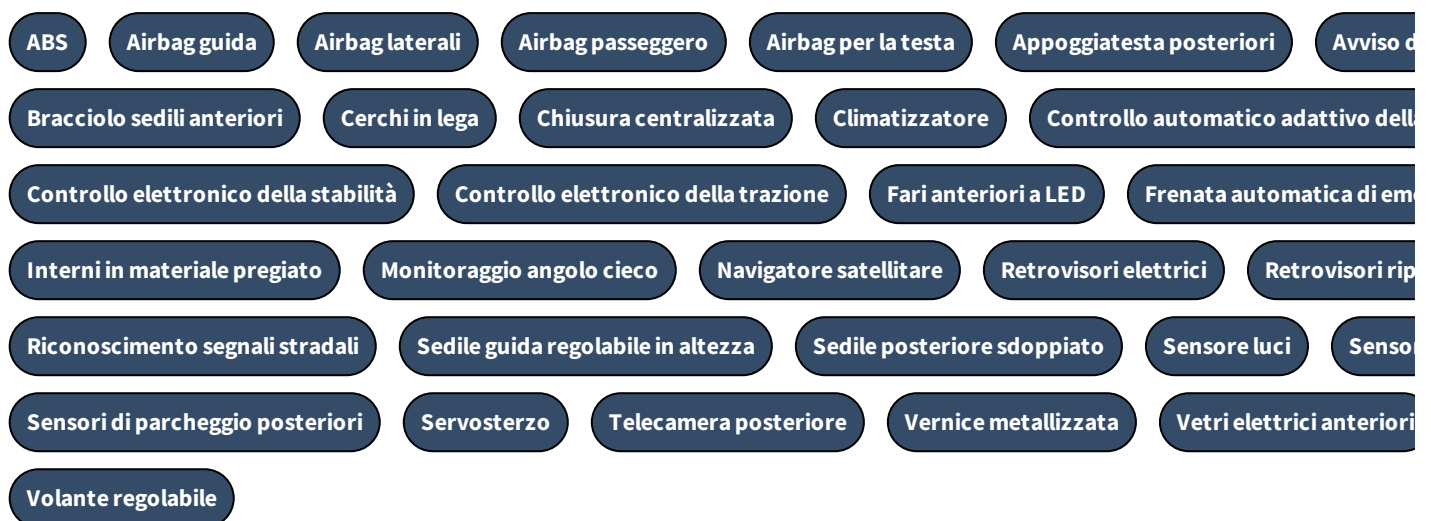 ABS Airbag guida Airbag laterali Airbag passeggero Airbag per la testa Appoggiatesta posteriori Avviso
Bracciolo sedili anteriori Cerchi in lega Chiusura centralizzata Climatizzatore Controllo automatico adattivo
Controllo elettronico della stabilità Controllo elettronico della trazione Fari anteriori a LED Frenata automatica di
Interni in materiale pregiato Monitoraggio angolo cieco Navigatore satellitare Retrovisori elettrici Retrovisori
Riconoscimento segnali stradali Sedile guida regolabile in altezza Sedile posteriore sdoppiato Sensore luci
Sensori di parcheggio posteriori Servosterzo Telecamera posteriore Vernice metallizzata Vetri elettrici anteriori
Volante regolabile